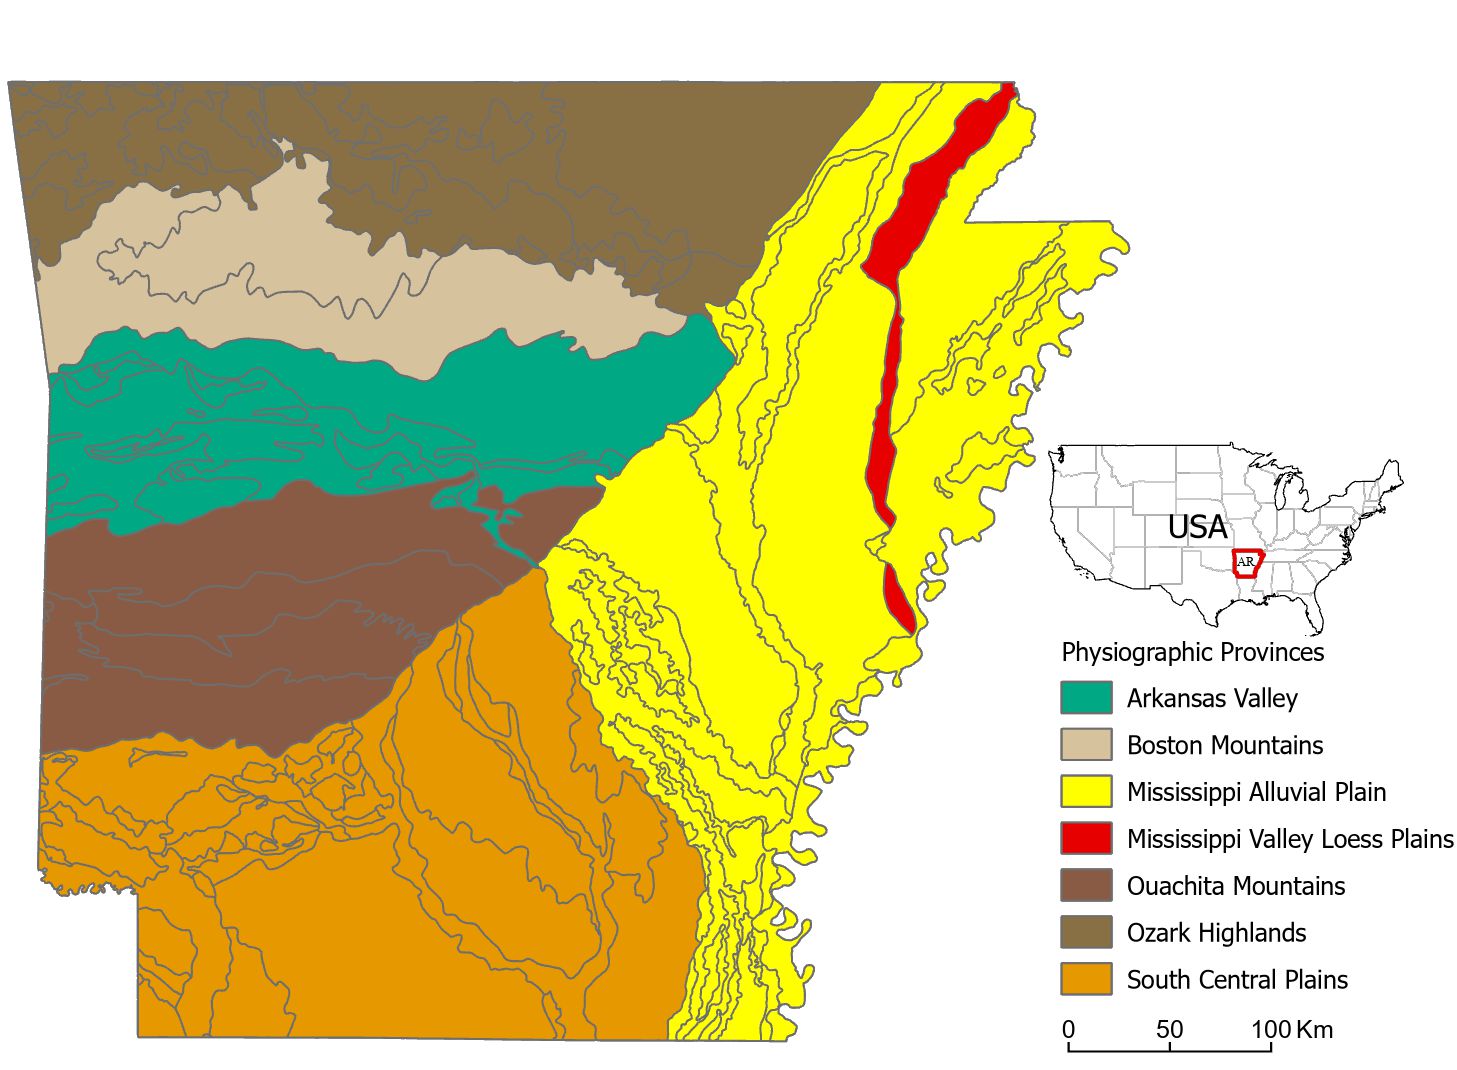 USA
AR
Physiographic Provinces
Arkansas Valley
Boston Mountains
Mississippi Alluvial Plain
Mississippi Valley Loess Plains
Ouachita Mountains
Ozark Highlands
South Central Plains
0 50 100 Km